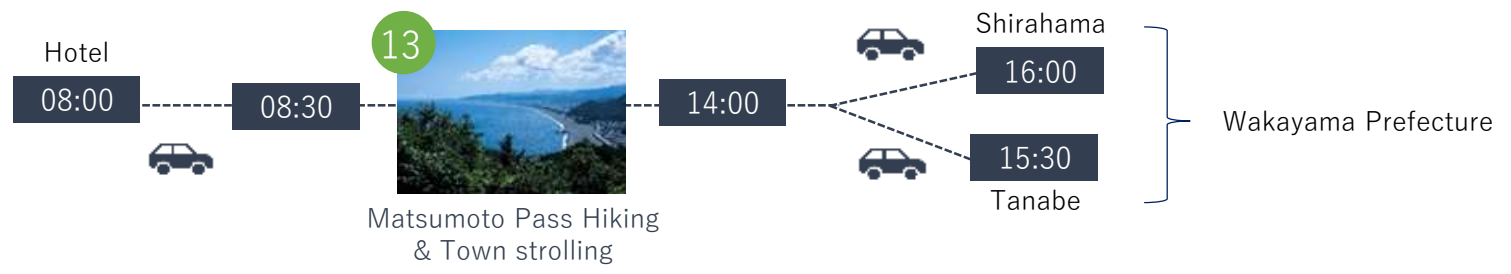 Hotel
08:00
08:30
13
Matsumoto Pass Hiking
& Town strolling
14:00
Shirahama
16:00
15:30
Tanabe
Wakayama Prefecture